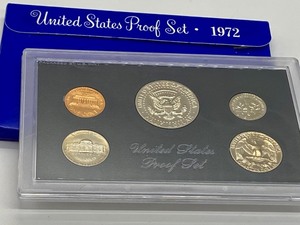 United States Proof Set · 1972
United States
Proof Set